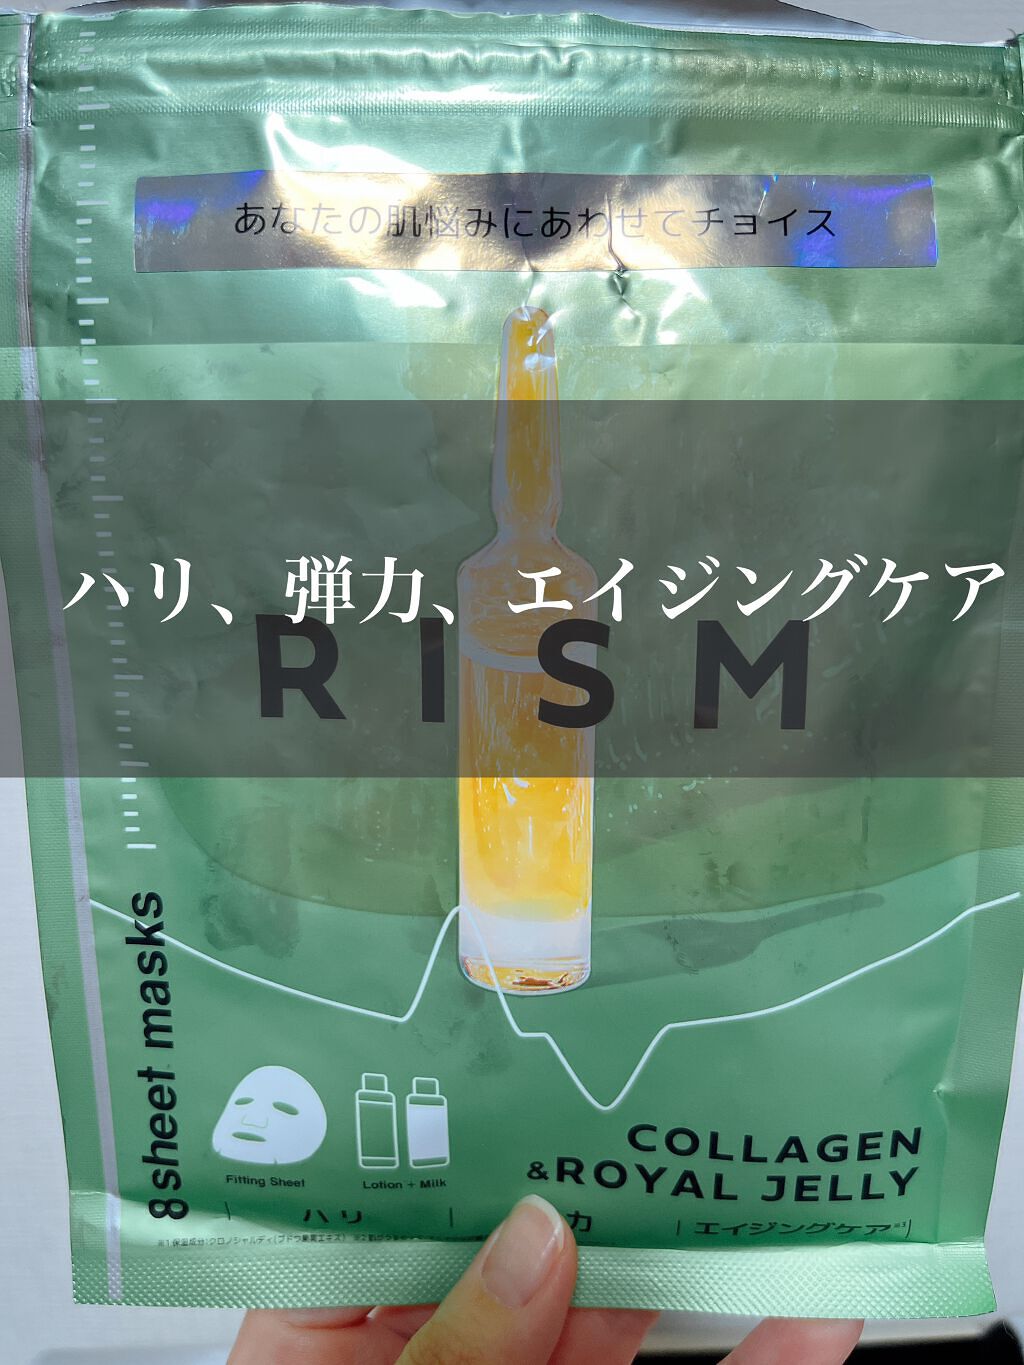 あなたの肌悩みにあわせてチョイス
ハリ、弾力、エイジングケア
RISM
8 sheet masks
Fitting Sheet
Lotion + Milk
COLLAGEN
&ROYAL JELLY
ハリ
力
エイジングケア※3